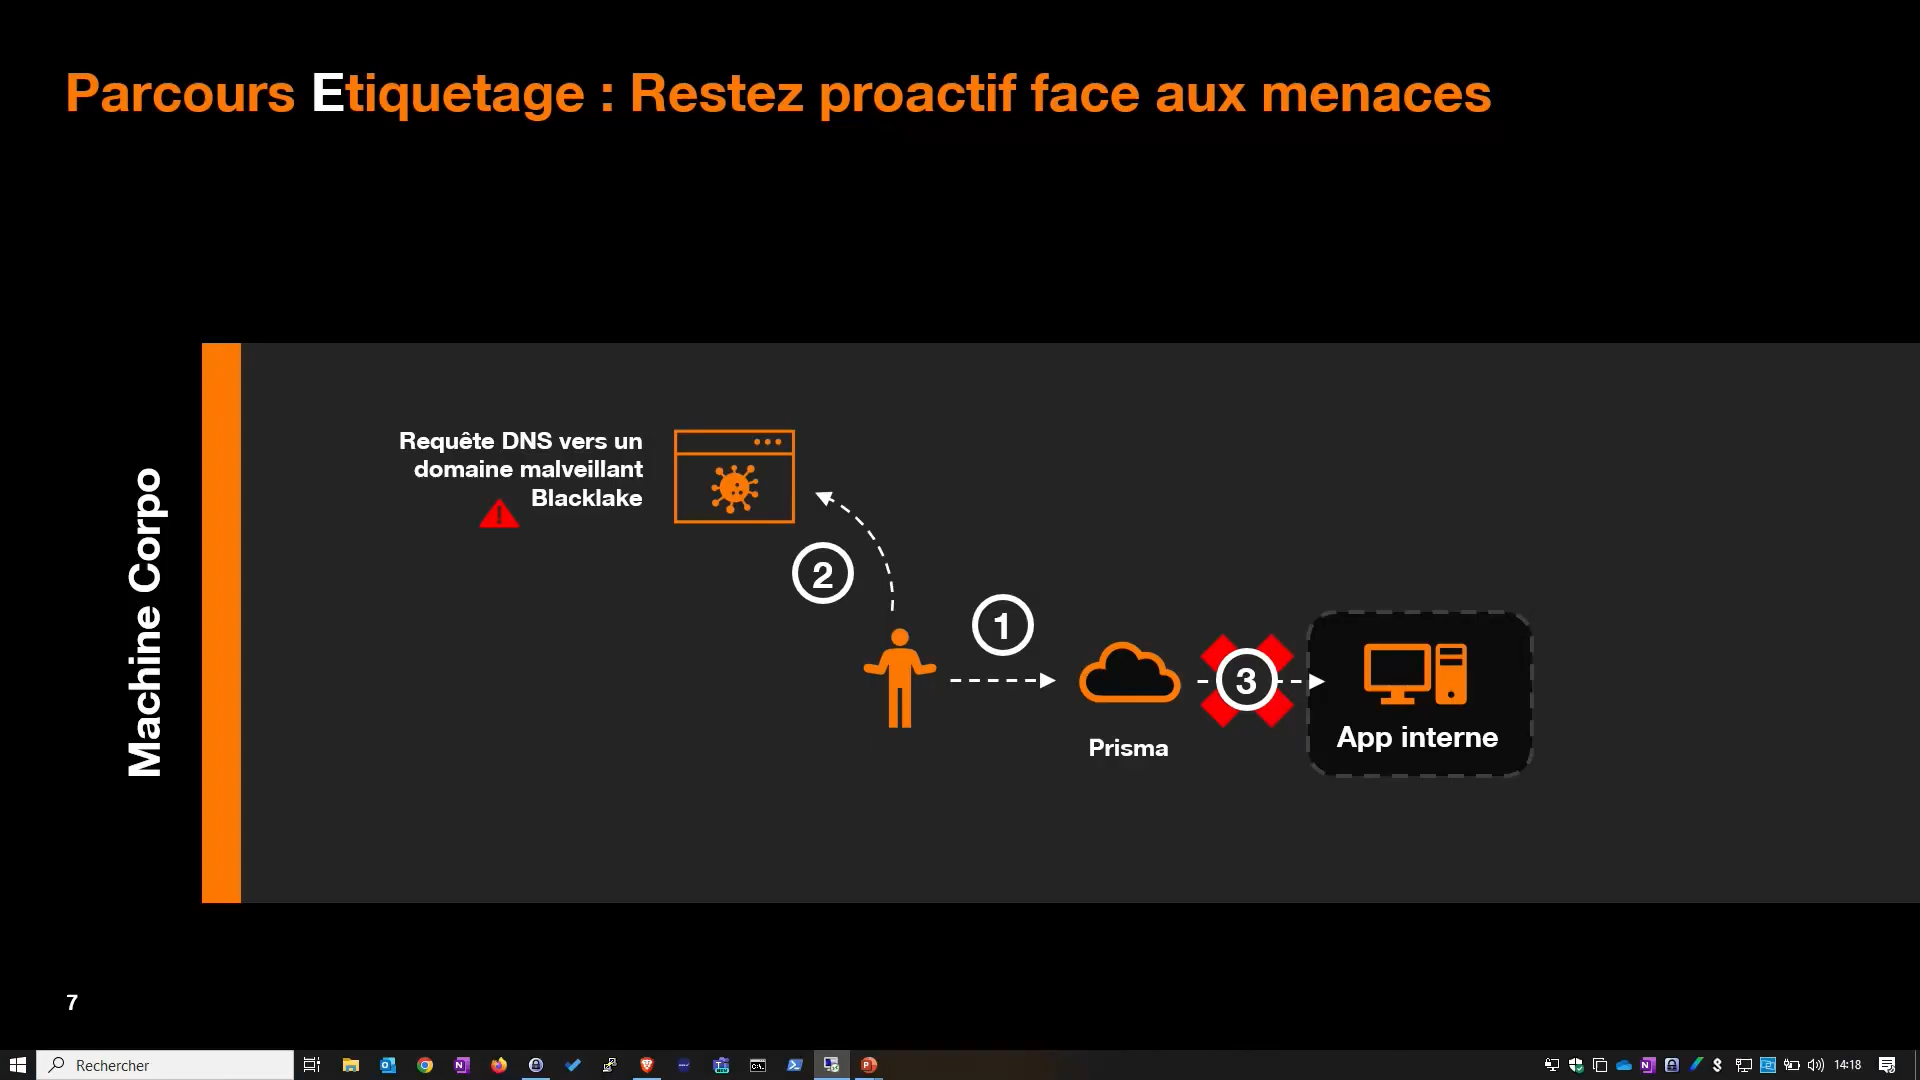 Parcours Etiquetage : Restez proactif face aux menaces
Machine Corpo
Requête DNS vers un
domaine malveillant
Blacklake
2
1
3
Prisma
App interne
7
Rechercher
14:18